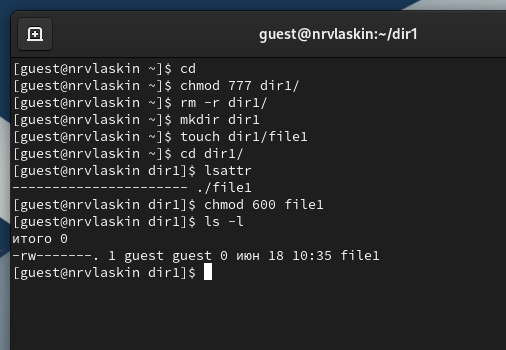 guest@nrvlaskin:~/dir1
[guest@nrvlaskin ~]$ cd
[guest@nrvlaskin ~]$ chmod 777 dir1/
[guest@nrvlaskin ~]$ rm -r dir1/
[guest@nrvlaskin ~]$ mkdir dir1
[guest@nrvlaskin ~]$ touch dir1/file1
[guest@nrvlaskin ~]$ cd dir1/
[guest@nrvlaskin dir1]$ lsattr
---------------------- ./file1
[guest@nrvlaskin dir1]$ chmod 600 file1
[guest@nrvlaskin dir1]$ ls -l
итого 0
-rw-------. 1 guest guest 0 июн 18 10:35 file1
[guest@nrvlaskin dir1]$